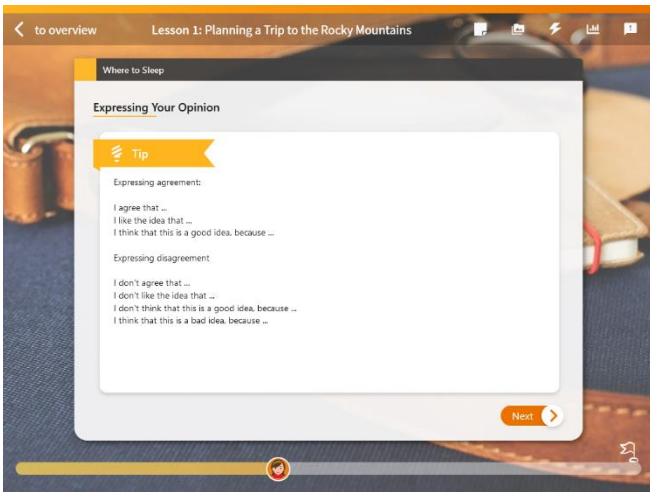 to overview
Lesson 1: Planning a Trip to the Rocky Mountains
Where to Sleep
Expressing Your Opinion
Tip
Expressing agreement:
I agree that ...
I like the idea that ...
I think that this is a good idea, because ...
Expressing disagreement
I don't agree that ...
I don't like the idea that ...
I don't think that this is a good idea, because ...
I think that this is a bad idea, because ...
Next